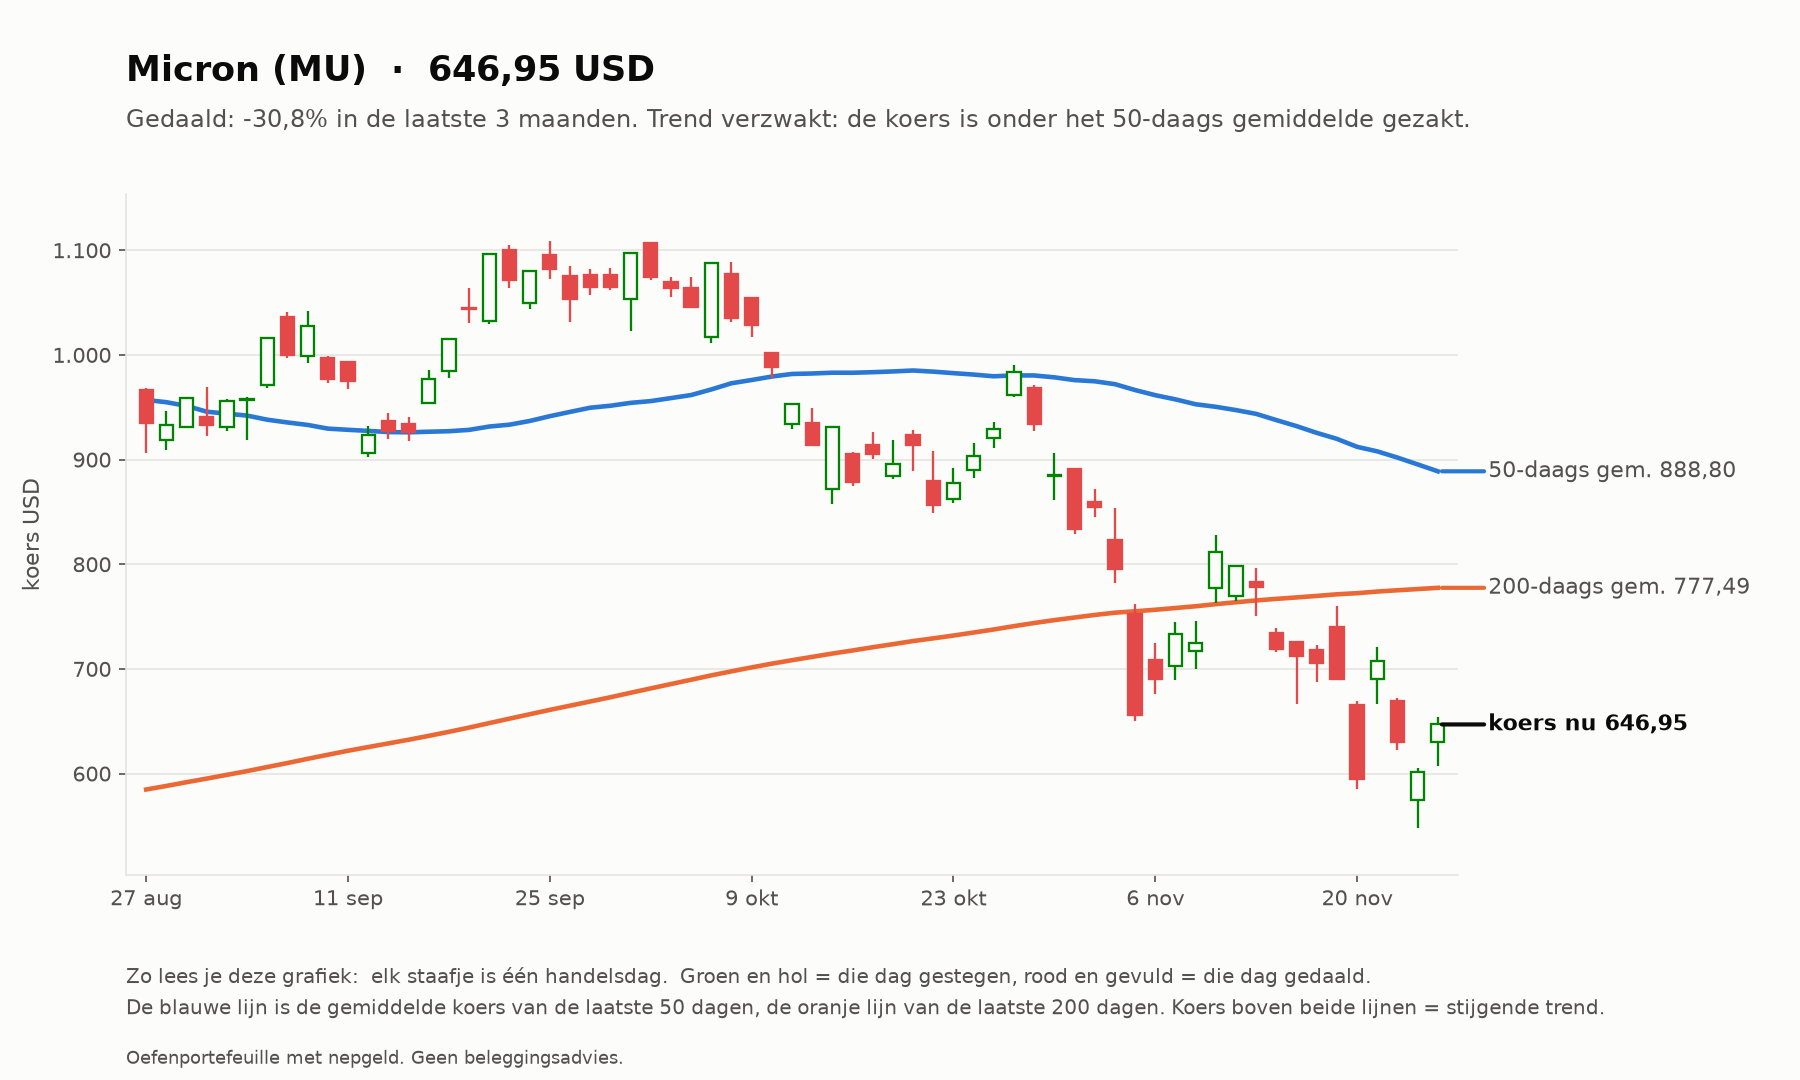 Micron (MU)  ·  646,95 USD
Gedaald: -30,8% in de laatste 3 maanden. Trend verzwakt: de koers is onder het 50-daags gemiddelde gezakt.
koers USD
1.100
1.000
900
800
700
600
50-daags gem. 888,80
200-daags gem. 777,49
koers nu 646,95
27 aug
11 sep
25 sep
9 okt
23 okt
6 nov
20 nov
Zo lees je deze grafiek:  elk staafje is één handelsdag.  Groen en hol = die dag gestegen, rood en gevuld = die dag gedaald.
De blauwe lijn is de gemiddelde koers van de laatste 50 dagen, de oranje lijn van de laatste 200 dagen. Koers boven beide lijnen = stijgende trend.
Oefenportefeuille met nepgeld. Geen beleggingsadvies.